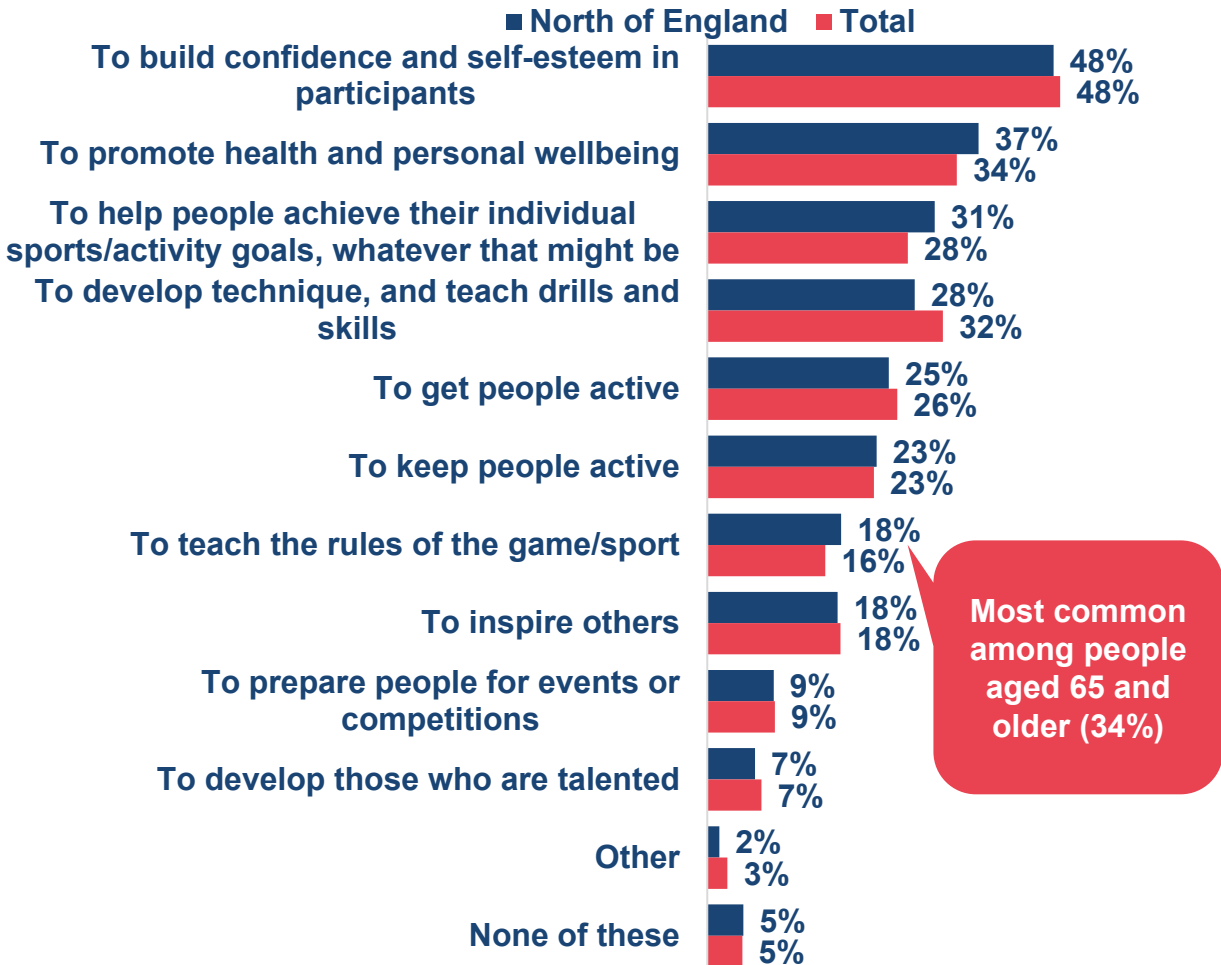 North of England Total
To build confidence and self-esteem in
participants
48%
48%
To promote health and personal wellbeing
37%
34%
To help people achieve their individual
sports/activity goals, whatever that might be
31%
28%
To develop technique, and teach drills and
skills
28%
32%
To get people active
25%
26%
To keep people active
23%
23%
To teach the rules of the game/sport
18%
16%
To inspire others
18%
18%
Most common
among people
aged 65 and
older (34%)
To prepare people for events or
competitions
9%
9%
To develop those who are talented
7%
7%
Other
2%
3%
None of these
5%
5%